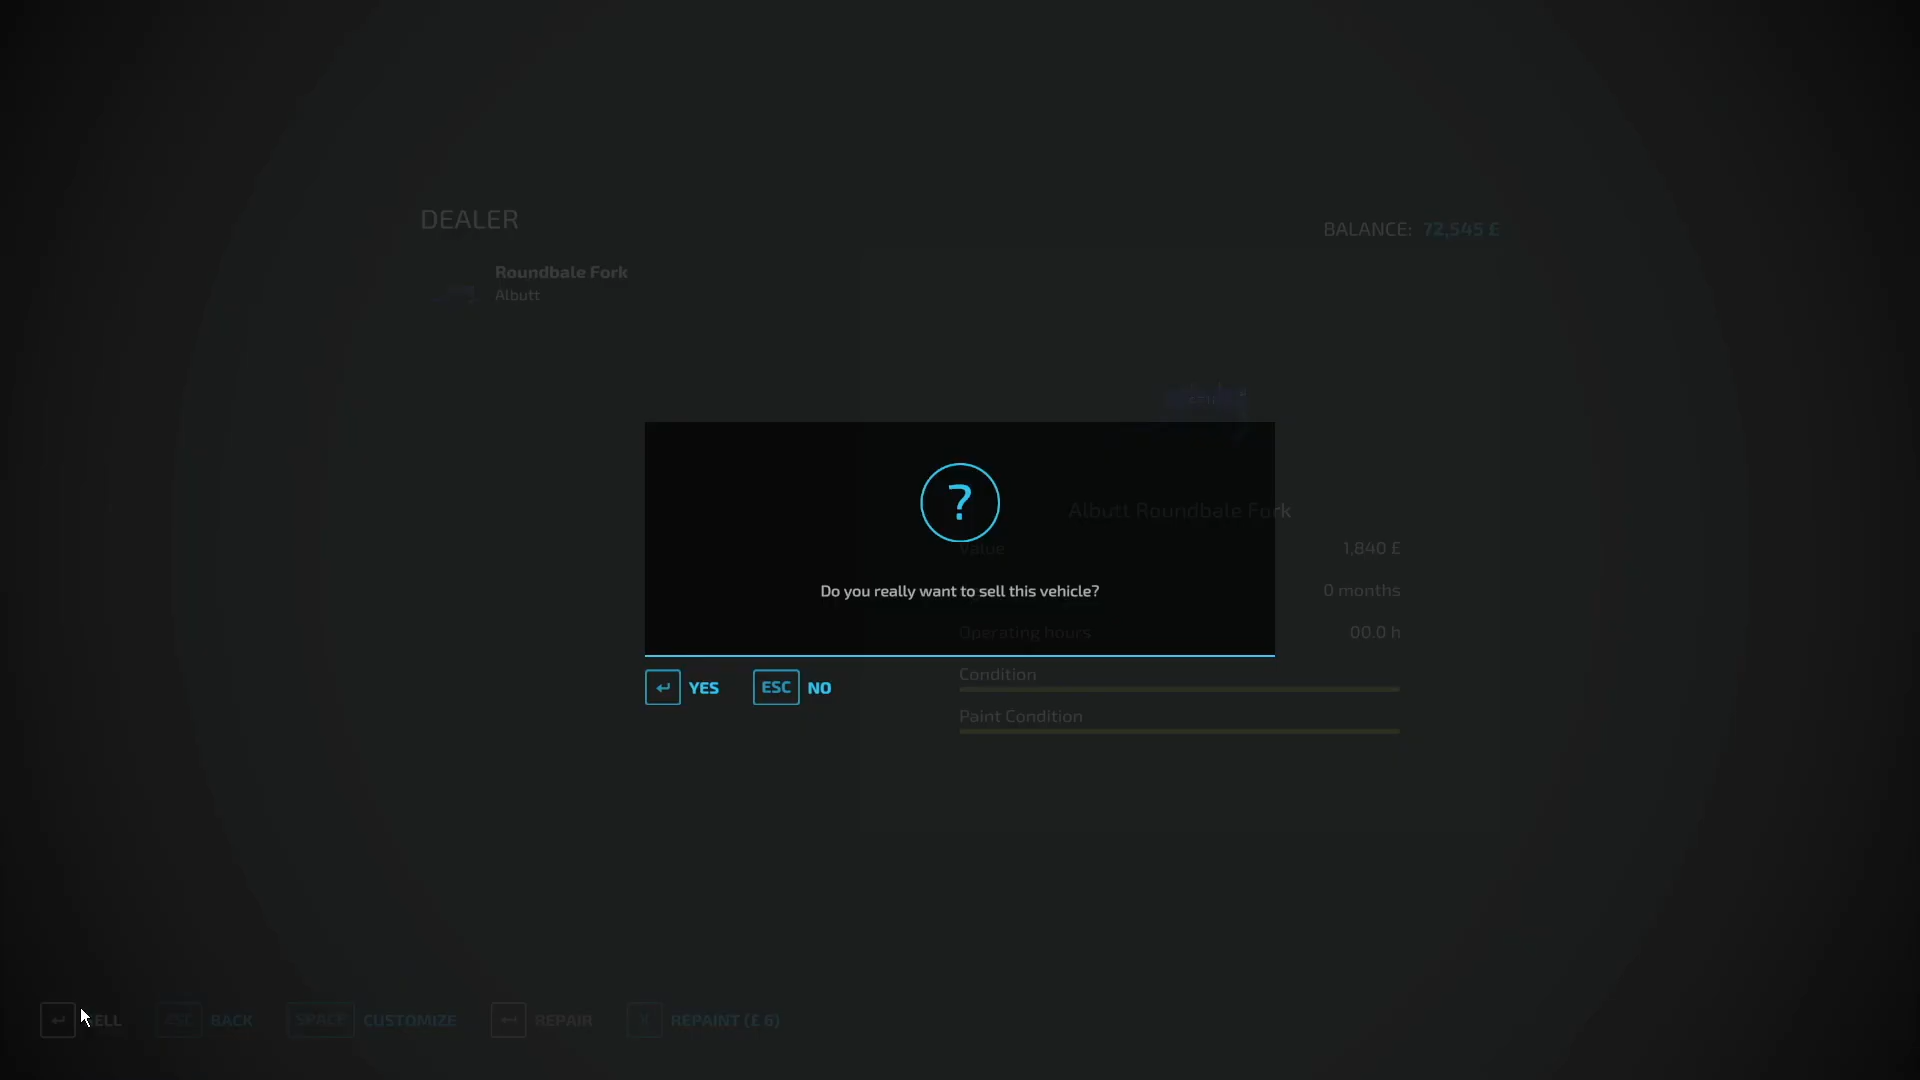 DEALER
BALANCE: 72,545 £
Roundbale Fork
Albutt
?
Albutt Roundbale Fork
Value 1,840 £
0 months
Do you really want to sell this vehicle?
Operating hours 00.0 h
Condition
YES ESC NO
Paint Condition
ELL ESC BACK SPACE CUSTOMIZE REPAIR X REPAINT (£ 6)